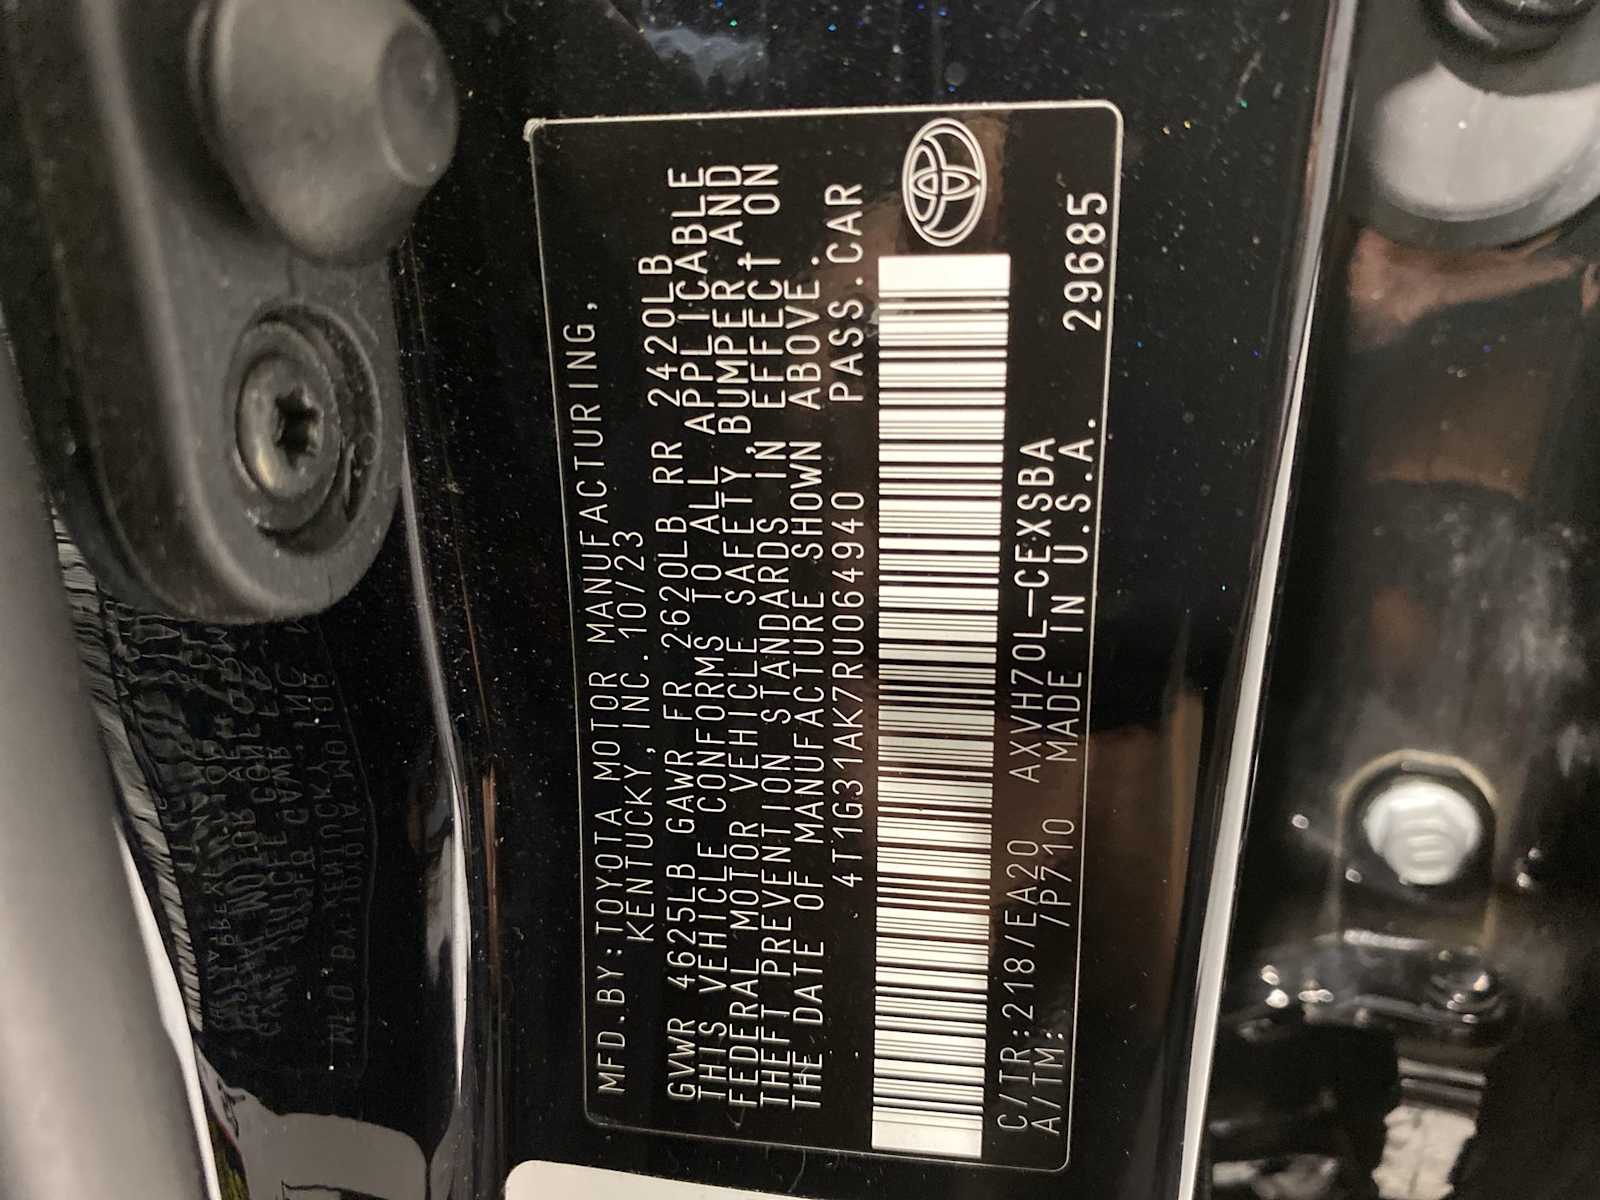 MFD.BY:TOYOTA MOTOR MANUFACTURING,
KENTUCKY, INC. 10/23
GVWR 4625LB GAWR FR 2620LB RR 2420LB
THIS VEHICLE CONFORMS TO ALL APPLICABLE
FEDERAL MOTOR VEHICLE SAFETY, BUMPER, AND
THEFT PREVENTION STANDARDS IN EFFECT ON
THE DATE OF MANUFACTURE SHOWN ABOVE.
4T1G31AK7RU064940 PASS.CAR
C/TR:218/EA20 AXVH70L-CEXSBA 29685
A/TM: /P710 MADE IN U.S.A.